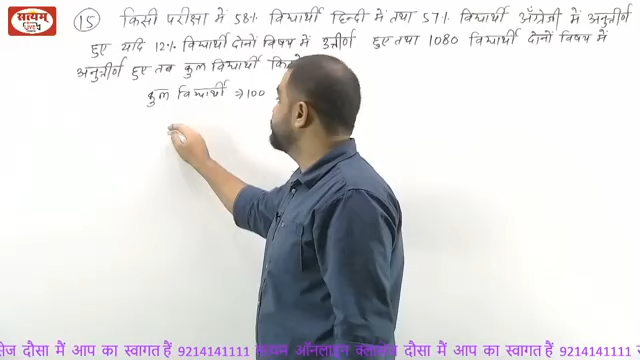 सत्यम्
15 किसी परीक्षा में 58% विद्यार्थी हिन्दी में तथा 57% विद्यार्थी अँग्रेजी में अनुत्तीर्ण
हुए यदि 12% विद्यार्थी दोनों विषय में उत्तीर्ण हुए तथा 1080 विद्यार्थी दोनों विषय में
अनुत्तीर्ण हुए तब कुल विद्यार्थी
कुल विद्यार्थी ⇒ 100
सेज दौसा मैं आप का स्वागत हैं 9214141111 सत्यम ऑनलाइन क्लासेज दौसा मैं आप का स्वागत हैं 91411111